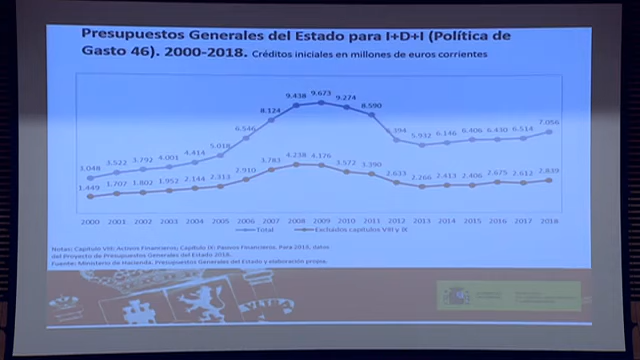 Presupuestos Generales del Estado para I+D+I (Política de
Gasto 46). 2000-2018. Créditos iniciales en millones de euros corrientes
3.048 3.522 3.792 4.001 4.414 5.018 6.546 8.124 9.438 9.673 9.274 8.590 6.394 5.932 6.146 6.406 6.430 6.514 7.056
1.449 1.707 1.802 1.952 2.144 2.313 2.910 3.783 4.238 4.176 3.572 3.390 2.633 2.266 2.413 2.406 2.675 2.612 2.839
2000 2001 2002 2003 2004 2005 2006 2007 2008 2009 2010 2011 2012 2013 2014 2015 2016 2017 2018
Total Excluidos capítulos VIII y IX
Notas: Capítulo VIII: Activos Financieros; Capítulo IX: Pasivos Financieros. Para 2018, datos
del Proyecto de Presupuestos Generales del Estado 2018.
Fuente: Ministerio de Hacienda. Presupuestos Generales del Estado y elaboración propia.
VLTRA